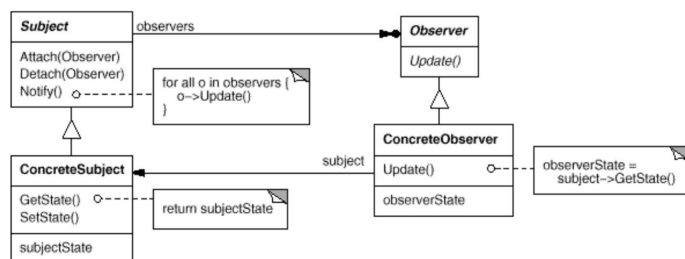 Subject
observers
Observer
Attach(Observer)
Detach(Observer)
Notify()
for all o in observers {
o->Update()
}
Update()
ConcreteSubject
GetState()
SetState()
subjectState
return subjectState
subject
ConcreteObserver
Update()
observerState
observerState =
subject->GetState()